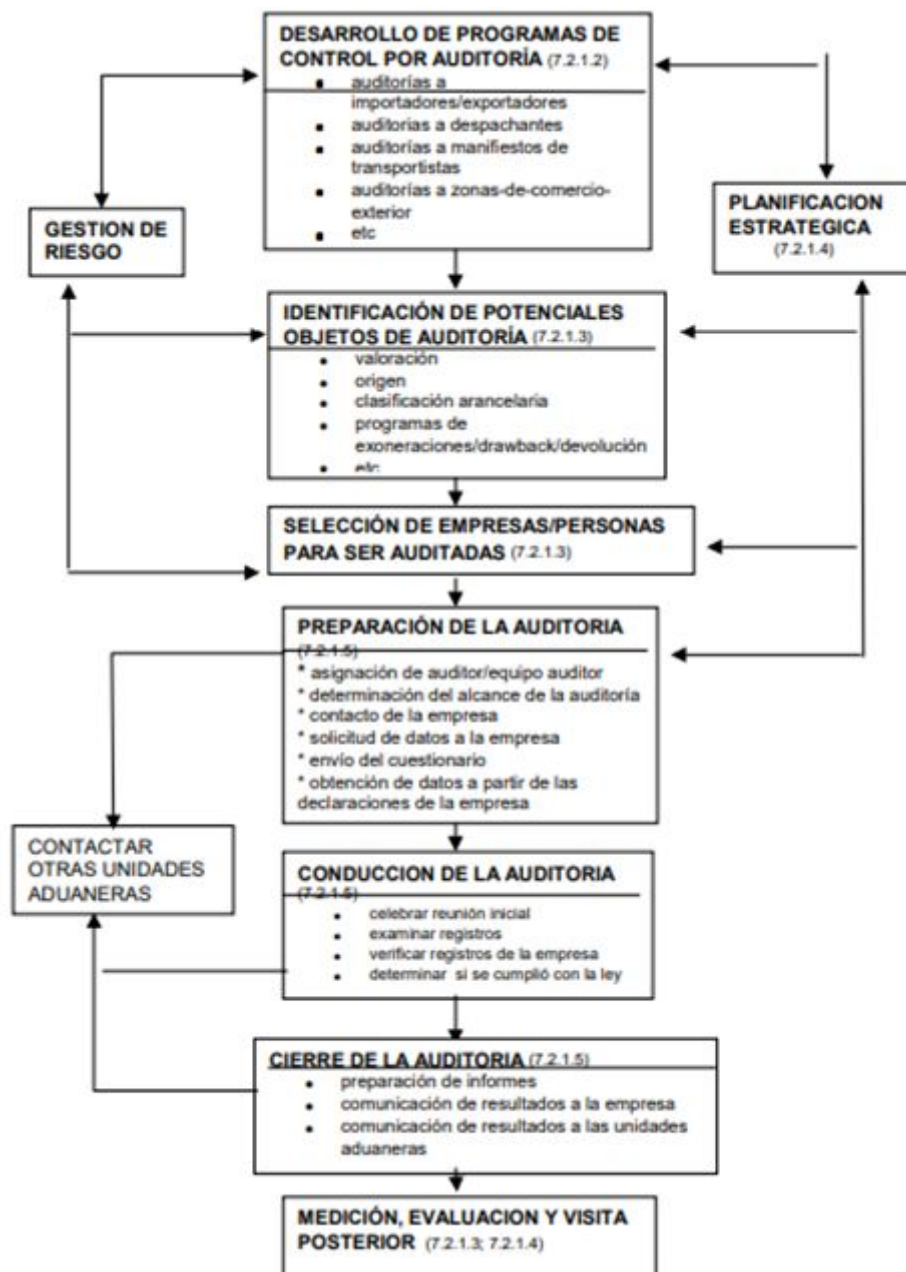 DESARROLLO DE PROGRAMAS DE
CONTROL POR AUDITORÍA (7.2.1.2)
• auditorías a
importadores/exportadores
• auditorias a despachantes
• auditorías a manifiestos de
transportistas
• auditorías a zonas-de-comercio-
exterior
• etc
GESTION DE
RIESGO
PLANIFICACION
ESTRATEGICA
(7.2.1.4)
IDENTIFICACIÓN DE POTENCIALES
OBJETOS DE AUDITORÍA (7.2.1.3)
• valoración
• origen
• clasificación arancelaria
• programas de
exoneraciones/drawback/devolución
• etc
SELECCIÓN DE EMPRESAS/PERSONAS
PARA SER AUDITADAS (7.2.1.3)
PREPARACIÓN DE LA AUDITORIA
(7.2.1.5)
* asignación de auditor/equipo auditor
* determinación del alcance de la auditoría
* contacto de la empresa
* solicitud de datos a la empresa
* envío del cuestionario
* obtención de datos a partir de las
declaraciones de la empresa
CONTACTAR
OTRAS UNIDADES
ADUANERAS
CONDUCCION DE LA AUDITORIA
(7.2.1.5)
• celebrar reunión inicial
• examinar registros
• verificar registros de la empresa
• determinar si se cumplió con la ley
CIERRE DE LA AUDITORIA (7.2.1.5)
• preparación de informes
• comunicación de resultados a la empresa
• comunicación de resultados a las unidades
aduaneras
MEDICIÓN, EVALUACION Y VISITA
POSTERIOR (7.2.1.3; 7.2.1.4)